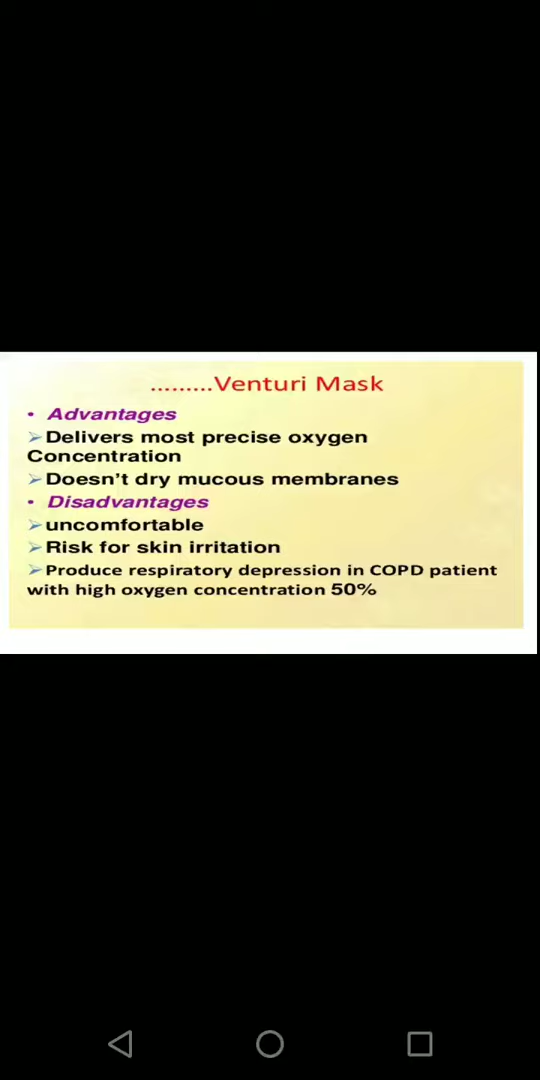 .........Venturi Mask
• Advantages
➢Delivers most precise oxygen
Concentration
➢Doesn't dry mucous membranes
• Disadvantages
➢uncomfortable
➢Risk for skin irritation
➢Produce respiratory depression in COPD patient
with high oxygen concentration 50%